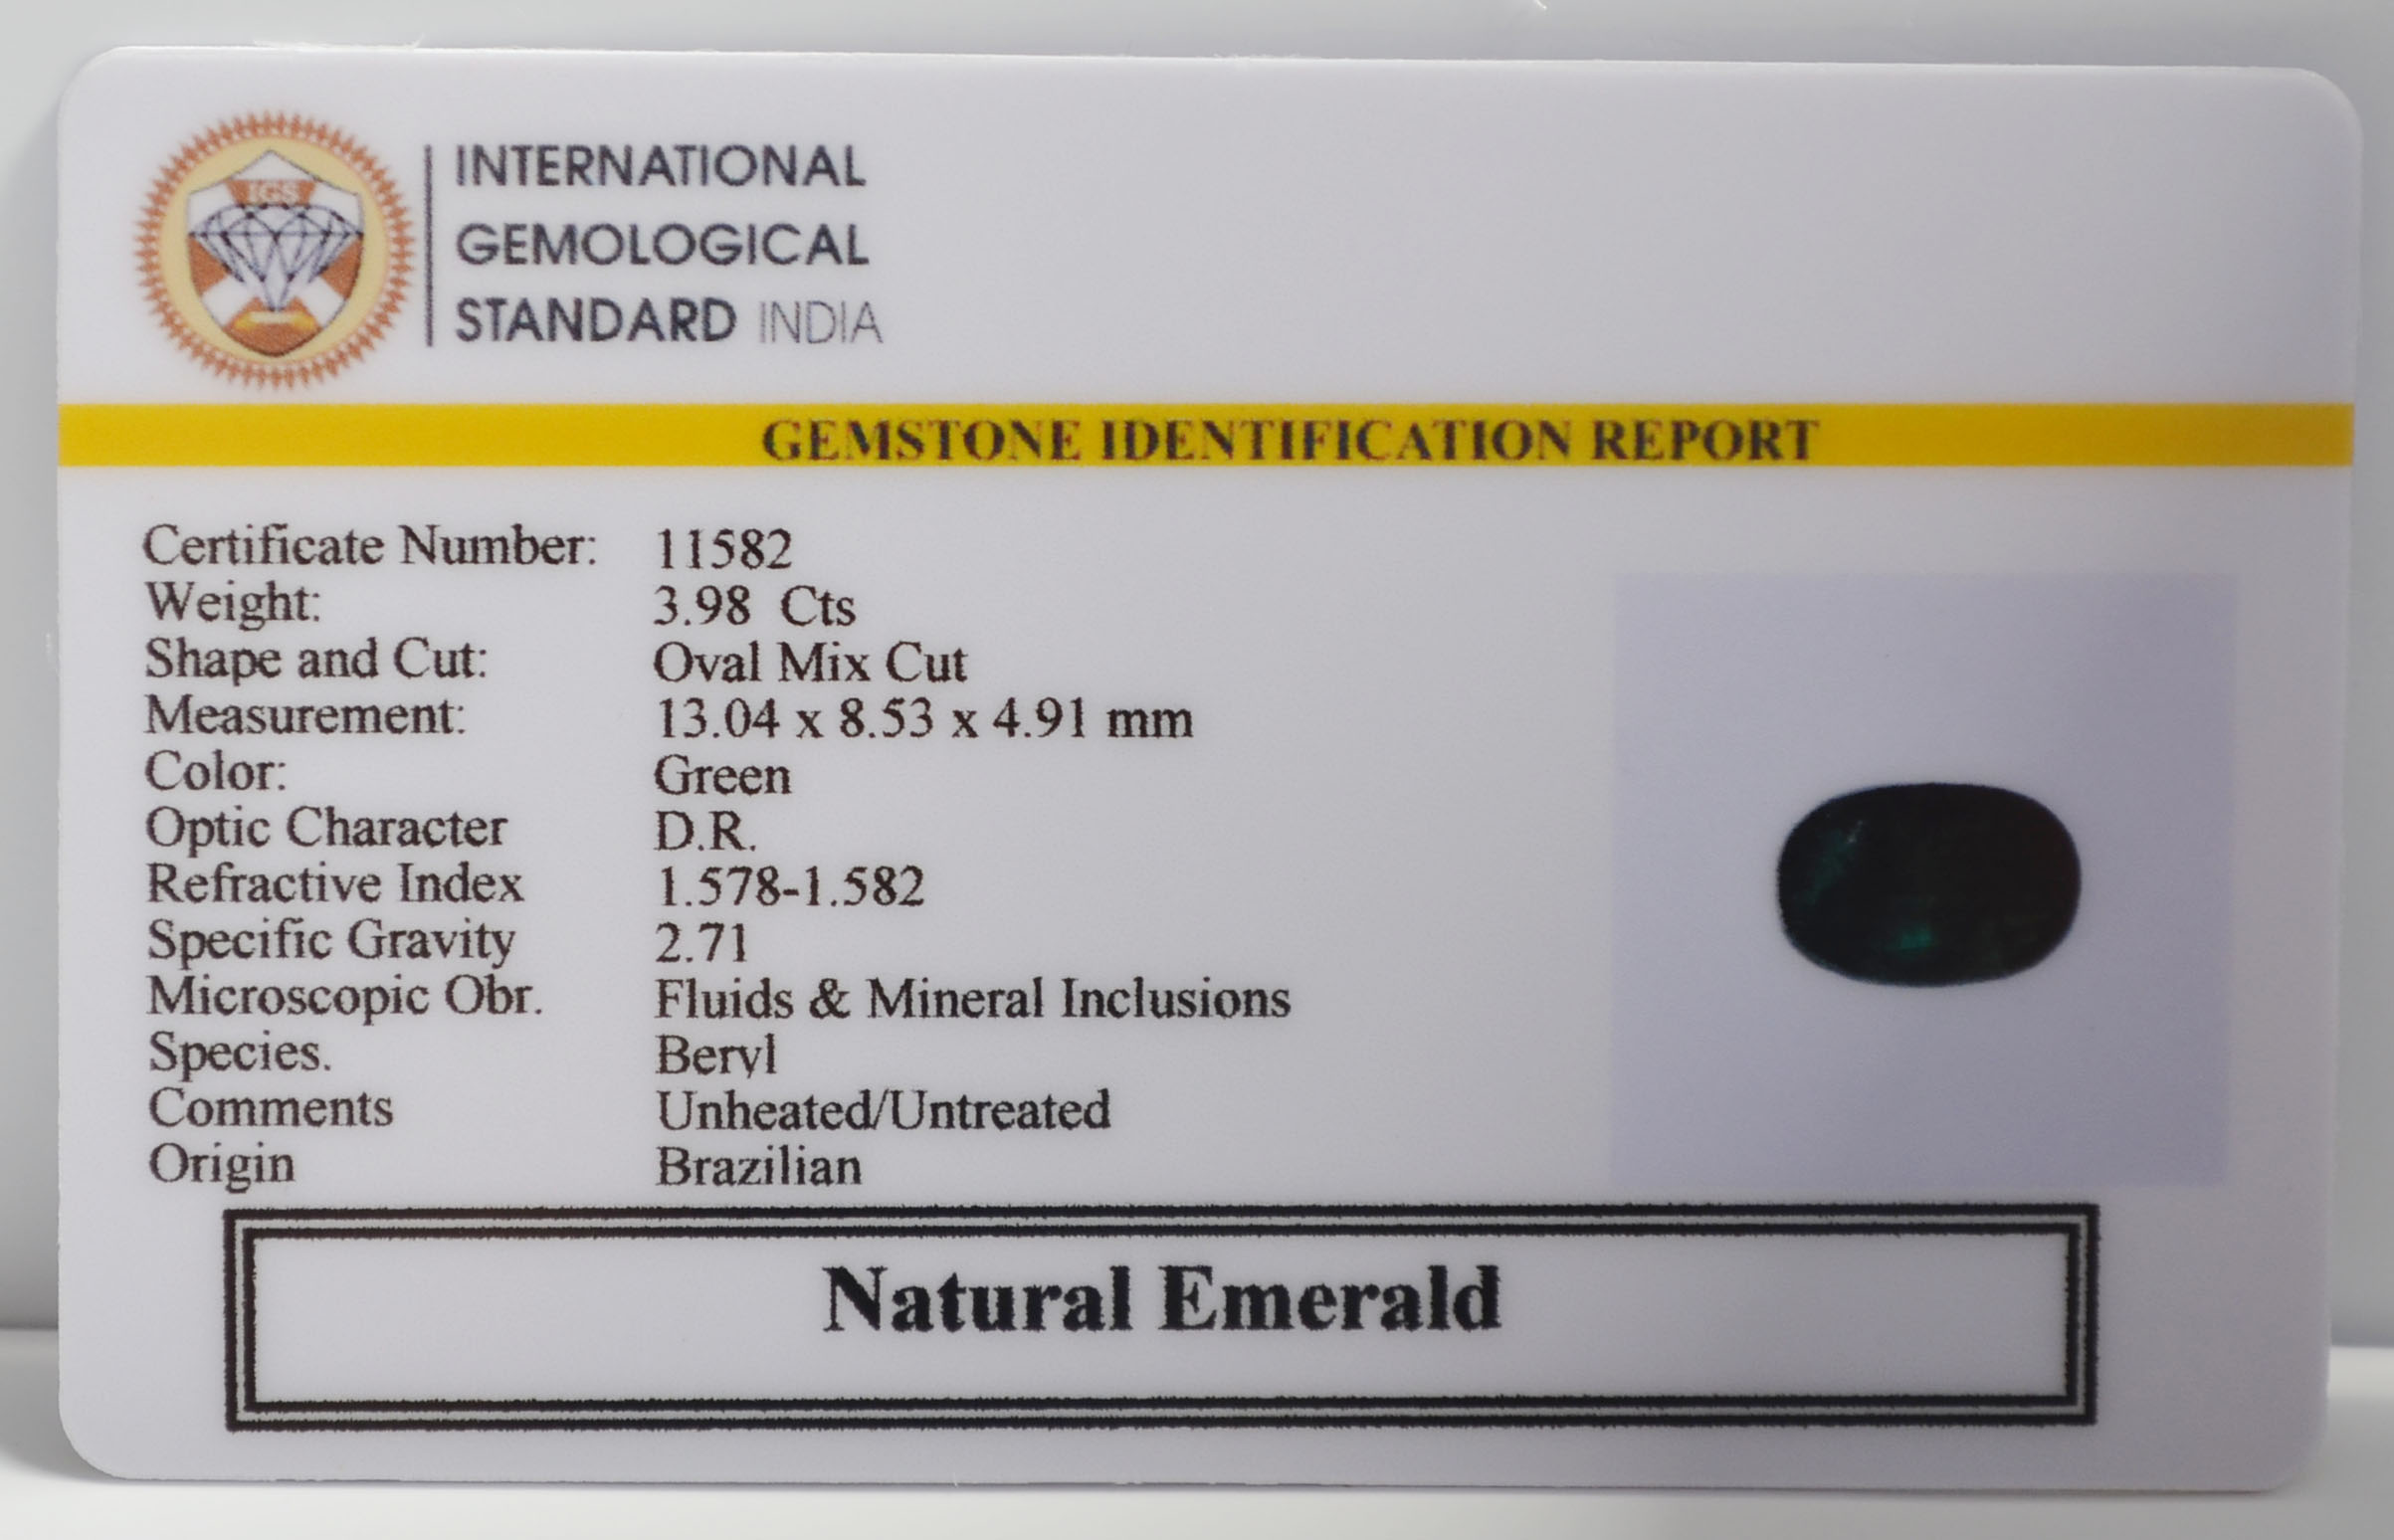 IGS
INTERNATIONAL
GEMOLOGICAL
STANDARD INDIA
GEMSTONE IDENTIFICATION REPORT
Certificate Number: 11582
Weight: 3.98 Cts
Shape and Cut: Oval Mix Cut
Measurement: 13.04 x 8.53 x 4.91 mm
Color: Green
Optic Character D.R.
Refractive Index 1.578-1.582
Specific Gravity 2.71
Microscopic Obr. Fluids & Mineral Inclusions
Species. Beryl
Comments Unheated/Untreated
Origin Brazilian
Natural Emerald